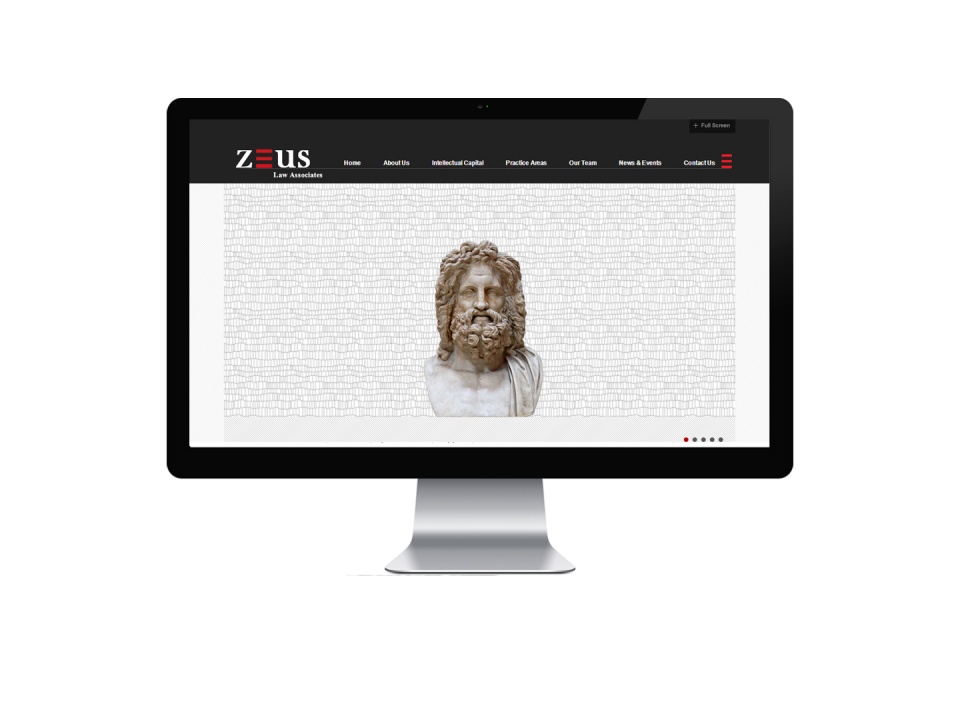 + Full Screen
ZEUS
Law Associates
Home About Us Intellectual Capital Practice Areas Our Team News & Events Contact Us